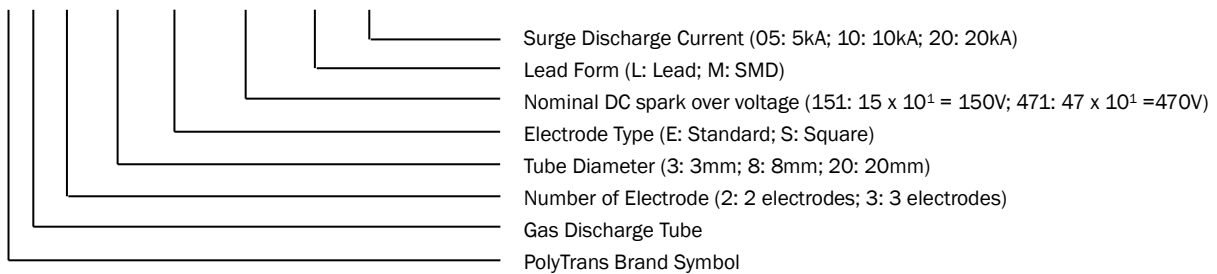 Surge Discharge Current (05: 5kA; 10: 10kA; 20: 20kA)
Lead Form (L: Lead; M: SMD)
Nominal DC spark over voltage (151: 15 x 10¹ = 150V; 471: 47 x 10¹ =470V)
Electrode Type (E: Standard; S: Square)
Tube Diameter (3: 3mm; 8: 8mm; 20: 20mm)
Number of Electrode (2: 2 electrodes; 3: 3 electrodes)
Gas Discharge Tube
PolyTrans Brand Symbol